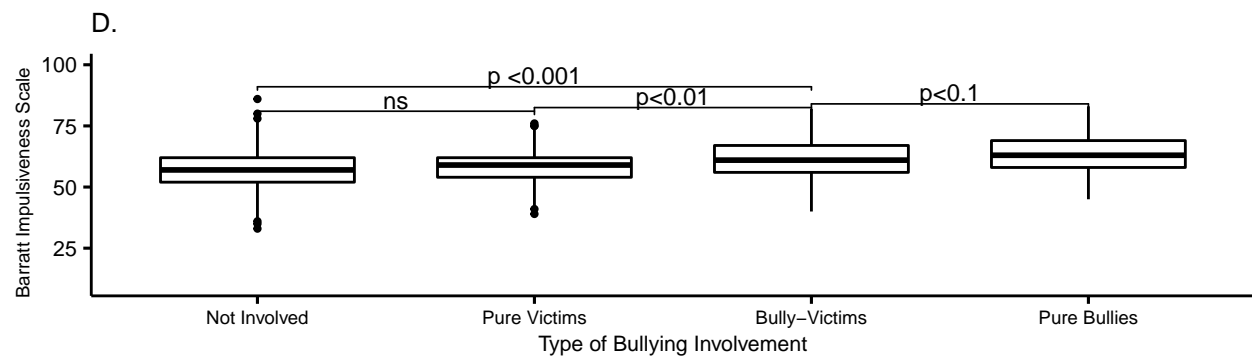 D.
Barratt Impulsiveness Scale
100
75
50
25
p <0.001
ns
p<0.01
p<0.1
Not Involved
Pure Victims
Bully−Victims
Pure Bullies
Type of Bullying Involvement